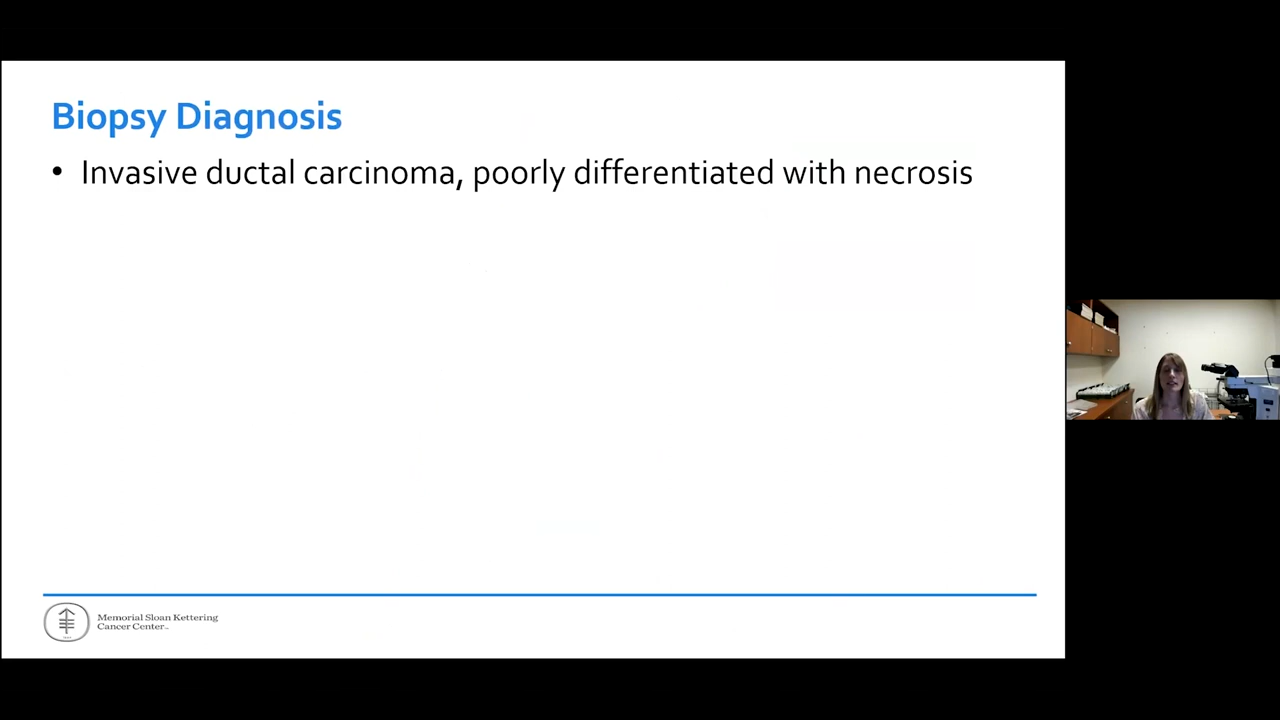 Biopsy Diagnosis
• Invasive ductal carcinoma, poorly differentiated with necrosis
Memorial Sloan Kettering
Cancer Center